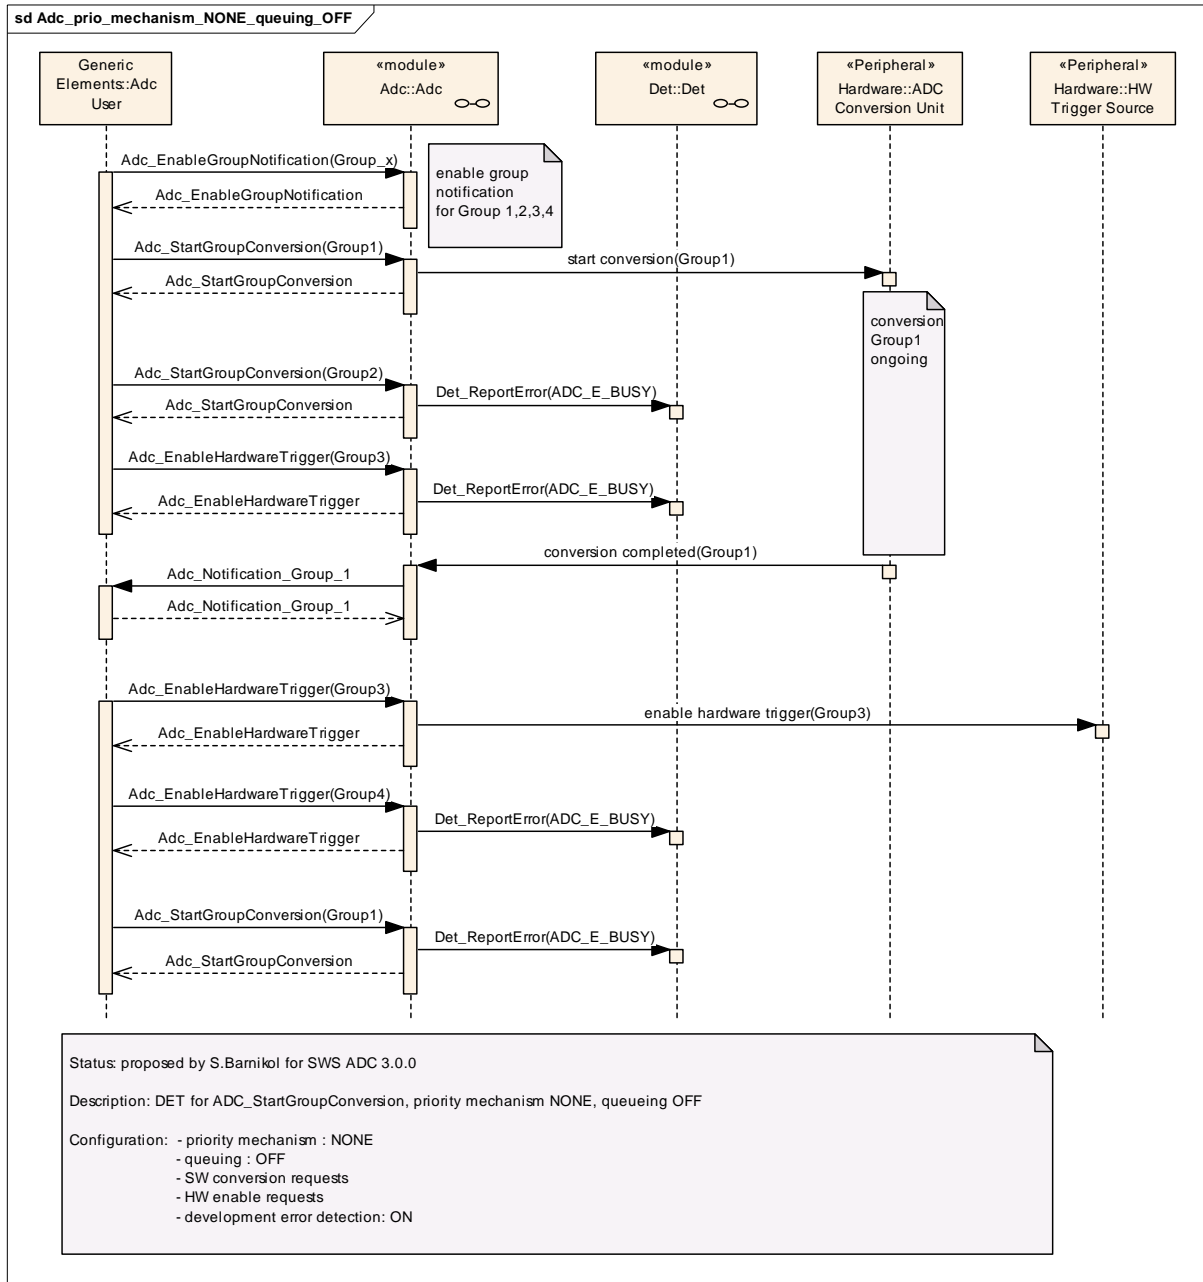 sd Adc_prio_mechanism_NONE_queuing_OFF
Generic
Elements::Adc
User
«module»
Adc::Adc
«module»
Det::Det
«Peripheral»
Hardware::ADC
Conversion Unit
«Peripheral»
Hardware::HW
Trigger Source
Adc_EnableGroupNotification(Group_x)
enable group
notification
for Group 1,2,3,4
Adc_EnableGroupNotification
Adc_StartGroupConversion(Group1)
start conversion(Group1)
Adc_StartGroupConversion
conversion
Group1
ongoing
Adc_StartGroupConversion(Group2)
Det_ReportError(ADC_E_BUSY)
Adc_StartGroupConversion
Adc_EnableHardwareTrigger(Group3)
Det_ReportError(ADC_E_BUSY)
Adc_EnableHardwareTrigger
conversion completed(Group1)
Adc_Notification_Group_1
Adc_Notification_Group_1
Adc_EnableHardwareTrigger(Group3)
enable hardware trigger(Group3)
Adc_EnableHardwareTrigger
Adc_EnableHardwareTrigger(Group4)
Det_ReportError(ADC_E_BUSY)
Adc_EnableHardwareTrigger
Adc_StartGroupConversion(Group1)
Det_ReportError(ADC_E_BUSY)
Adc_StartGroupConversion
Status: proposed by S.Barnikol for SWS ADC 3.0.0
Description: DET for ADC_StartGroupConversion, priority mechanism NONE, queueing OFF
Configuration:  - priority mechanism : NONE
- queuing : OFF
- SW conversion requests
- HW enable requests
- development error detection: ON